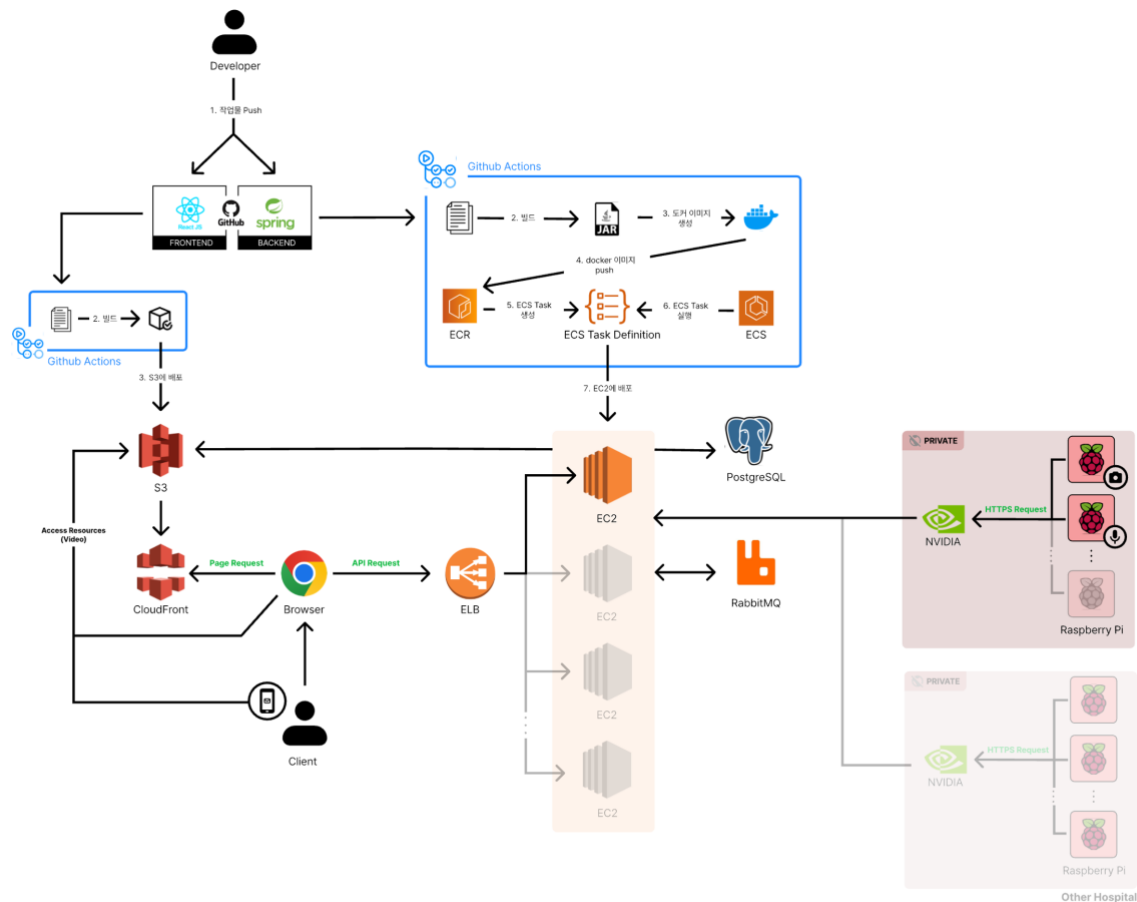 Developer
1. 작업물 Push
Github Actions
React JS
GitHub
spring
FRONTEND
BACKEND
2. 빌드
JAR
3. 도커 이미지
생성
4. docker 이미지
push
ECR
5. ECS Task
생성
ECS Task Definition
6. ECS Task
실행
ECS
2. 빌드
Github Actions
3. S3에 배포
7. EC2에 배포
S3
EC2
PostgreSQL
PRIVATE
HTTPS Request
NVIDIA
Raspberry Pi
Access Resources
(Video)
CloudFront
Page Request
Browser
API Request
ELB
EC2
RabbitMQ
EC2
EC2
Client
PRIVATE
HTTPS Request
NVIDIA
Raspberry Pi
Other Hospital